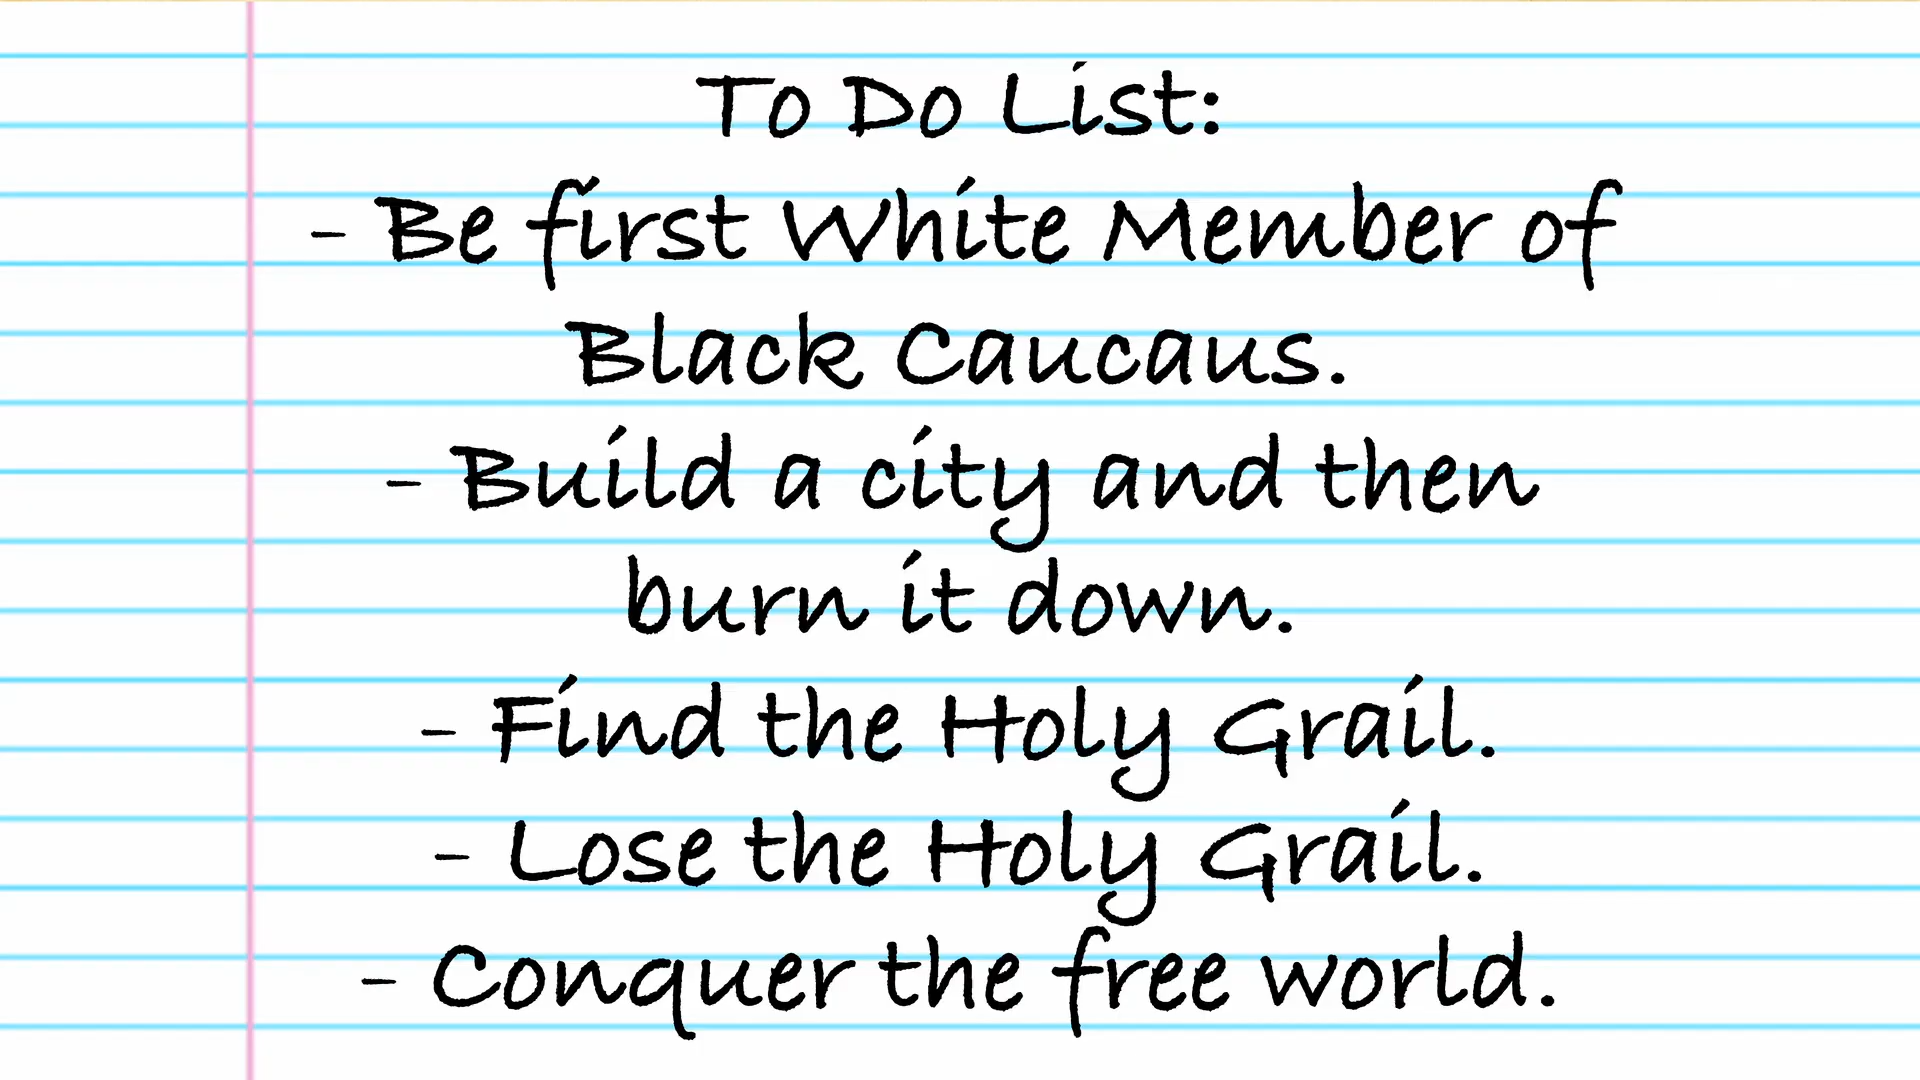 To Do List:
- Be first White Member of
Black Caucaus.
- Build a city and then
burn it down.
- Find the Holy Grail.
- Lose the Holy Grail.
- Conquer the free world.